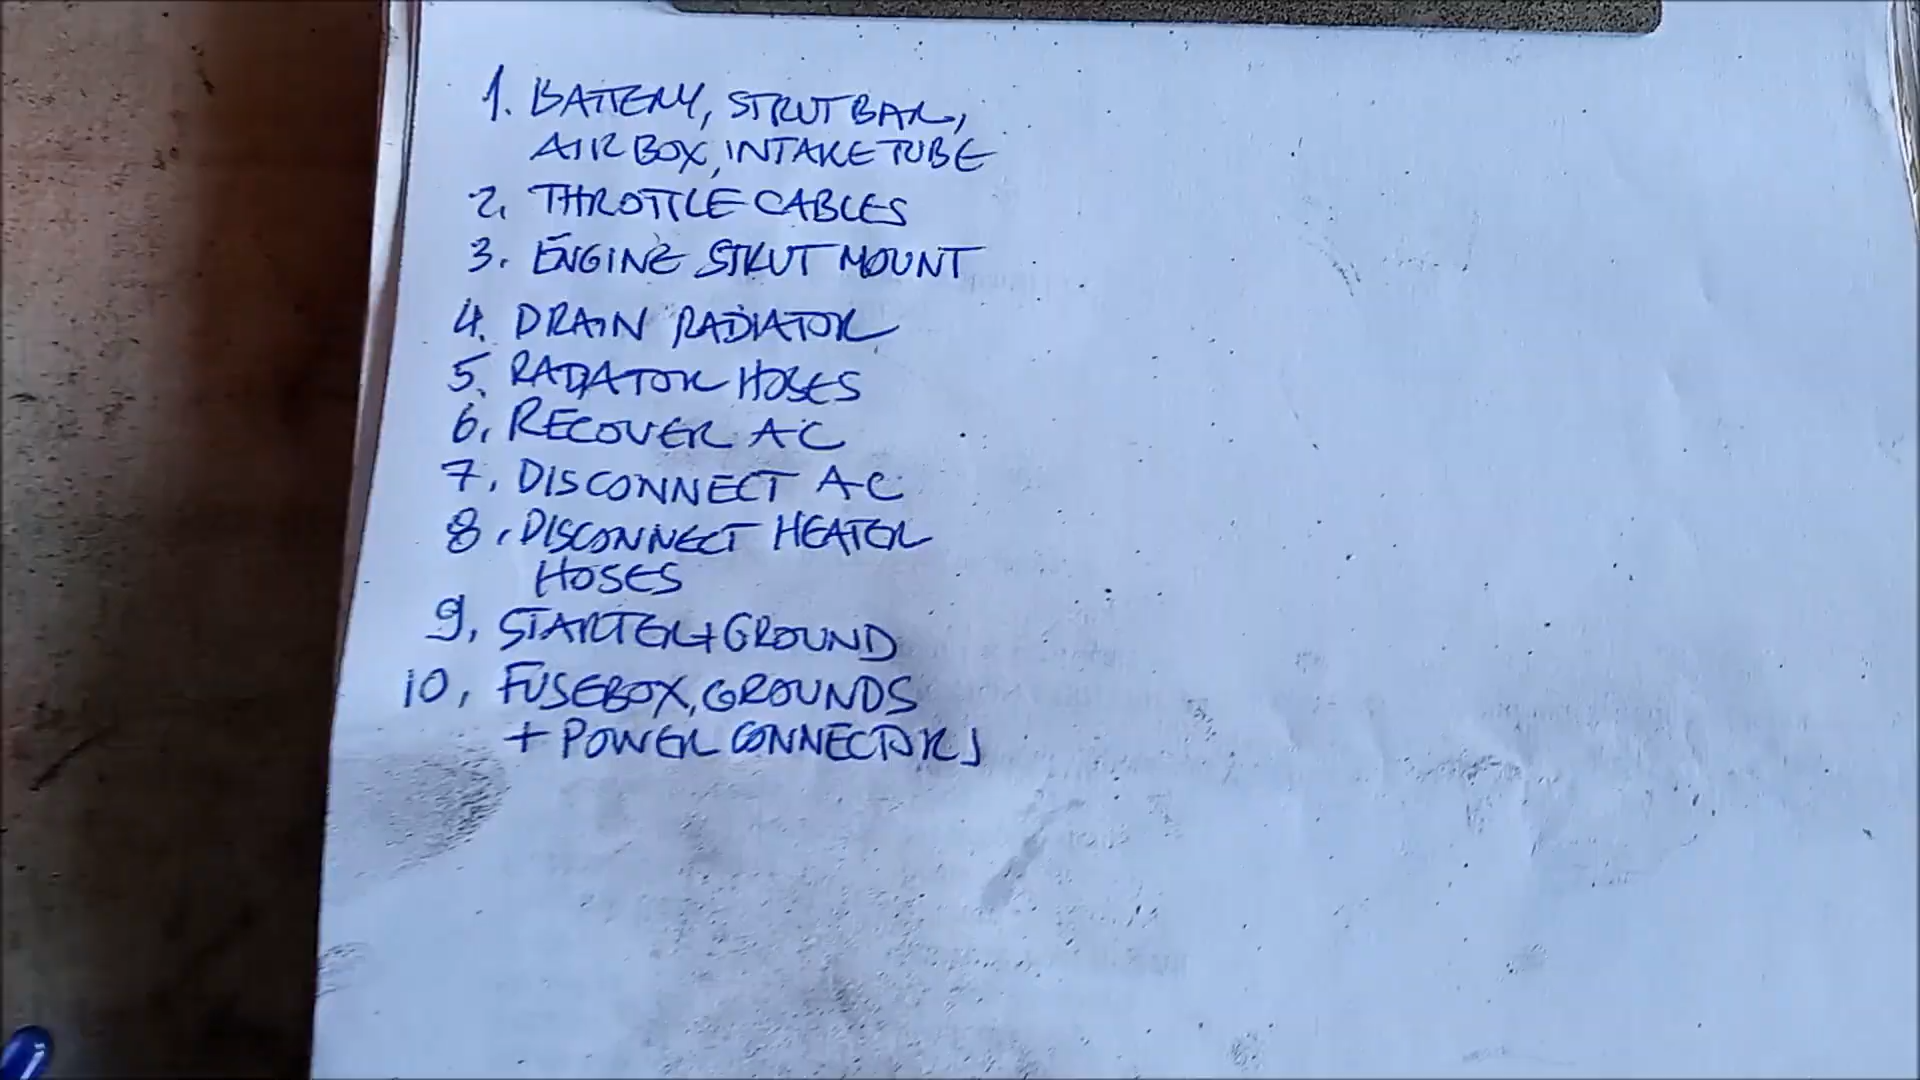 1. BATTERY, STRUT BAR,
AIR BOX, INTAKE TUBE
2. THROTTLE CABLES
3. ENGINE STRUT MOUNT
4. DRAIN RADIATOR
5. RADIATOR HOSES
6. RECOVER A-C
7. DISCONNECT A-C
8. DISCONNECT HEATER
HOSES
9. STARTER + GROUND
10. FUSEBOX, GROUNDS
+ POWER CONNECTORS